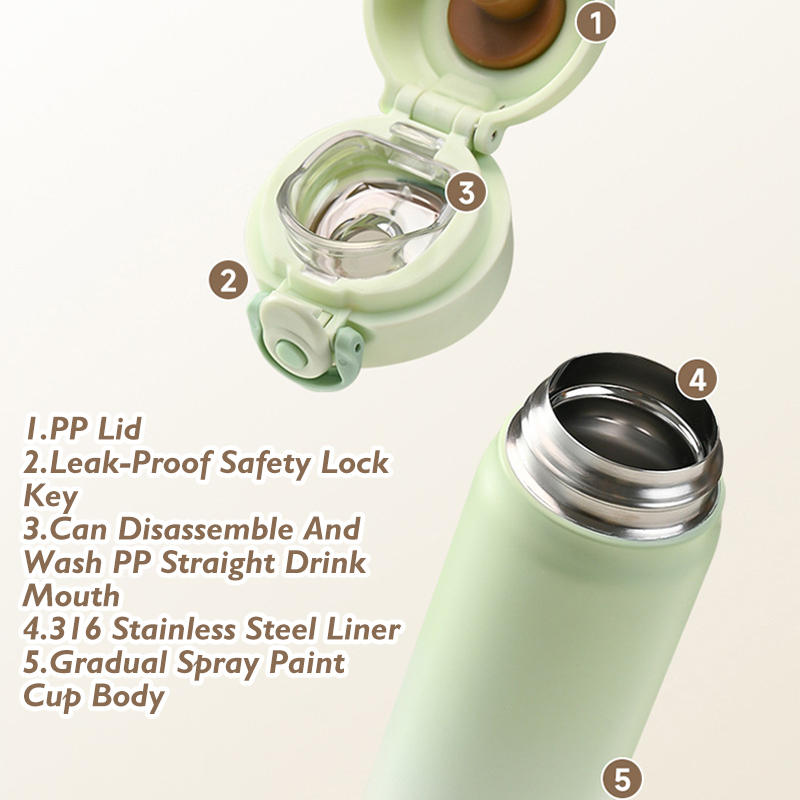 1
3
2
4
1.PP Lid
2.Leak-Proof Safety Lock
Key
3.Can Disassemble And
Wash PP Straight Drink
Mouth
4.316 Stainless Steel Liner
5.Gradual Spray Paint
Cup Body
5